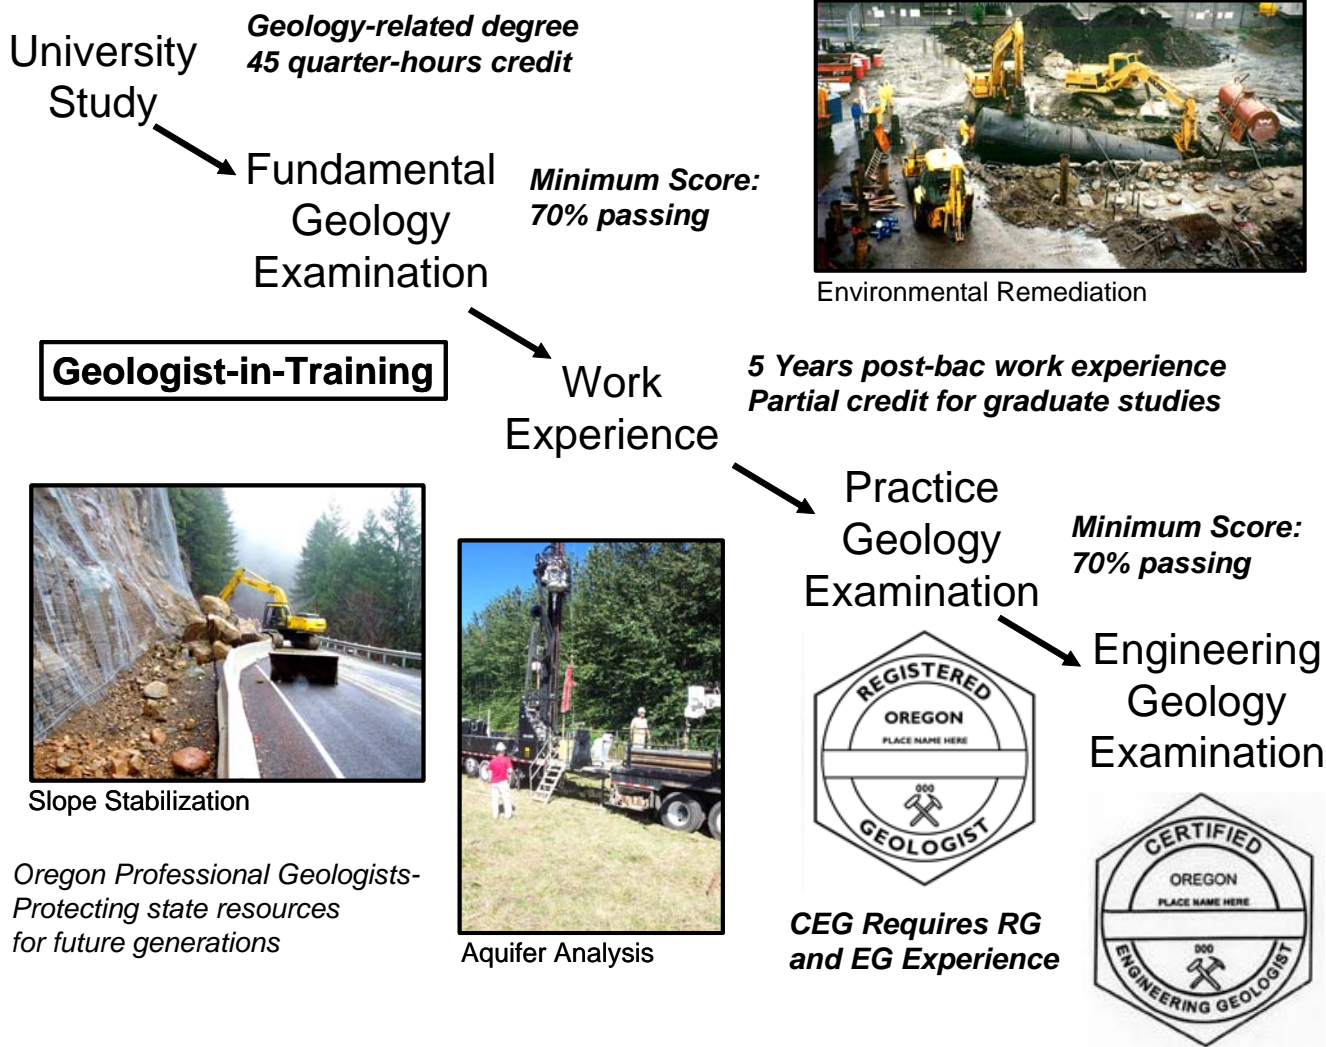 University
Study
Geology-related degree
45 quarter-hours credit
Fundamental
Geology
Examination
Minimum Score:
70% passing
Environmental Remediation
Geologist-in-Training
Work
Experience
5 Years post-bac work experience
Partial credit for graduate studies
Practice
Geology
Examination
Minimum Score:
70% passing
Engineering
Geology
Examination
Slope Stabilization
Aquifer Analysis
Oregon Professional Geologists-
Protecting state resources
for future generations
REGISTERED
OREGON
PLACE NAME HERE
000
GEOLOGIST
CEG Requires RG
and EG Experience
CERTIFIED
OREGON
PLACE NAME HERE
000
ENGINEERING GEOLOGIST